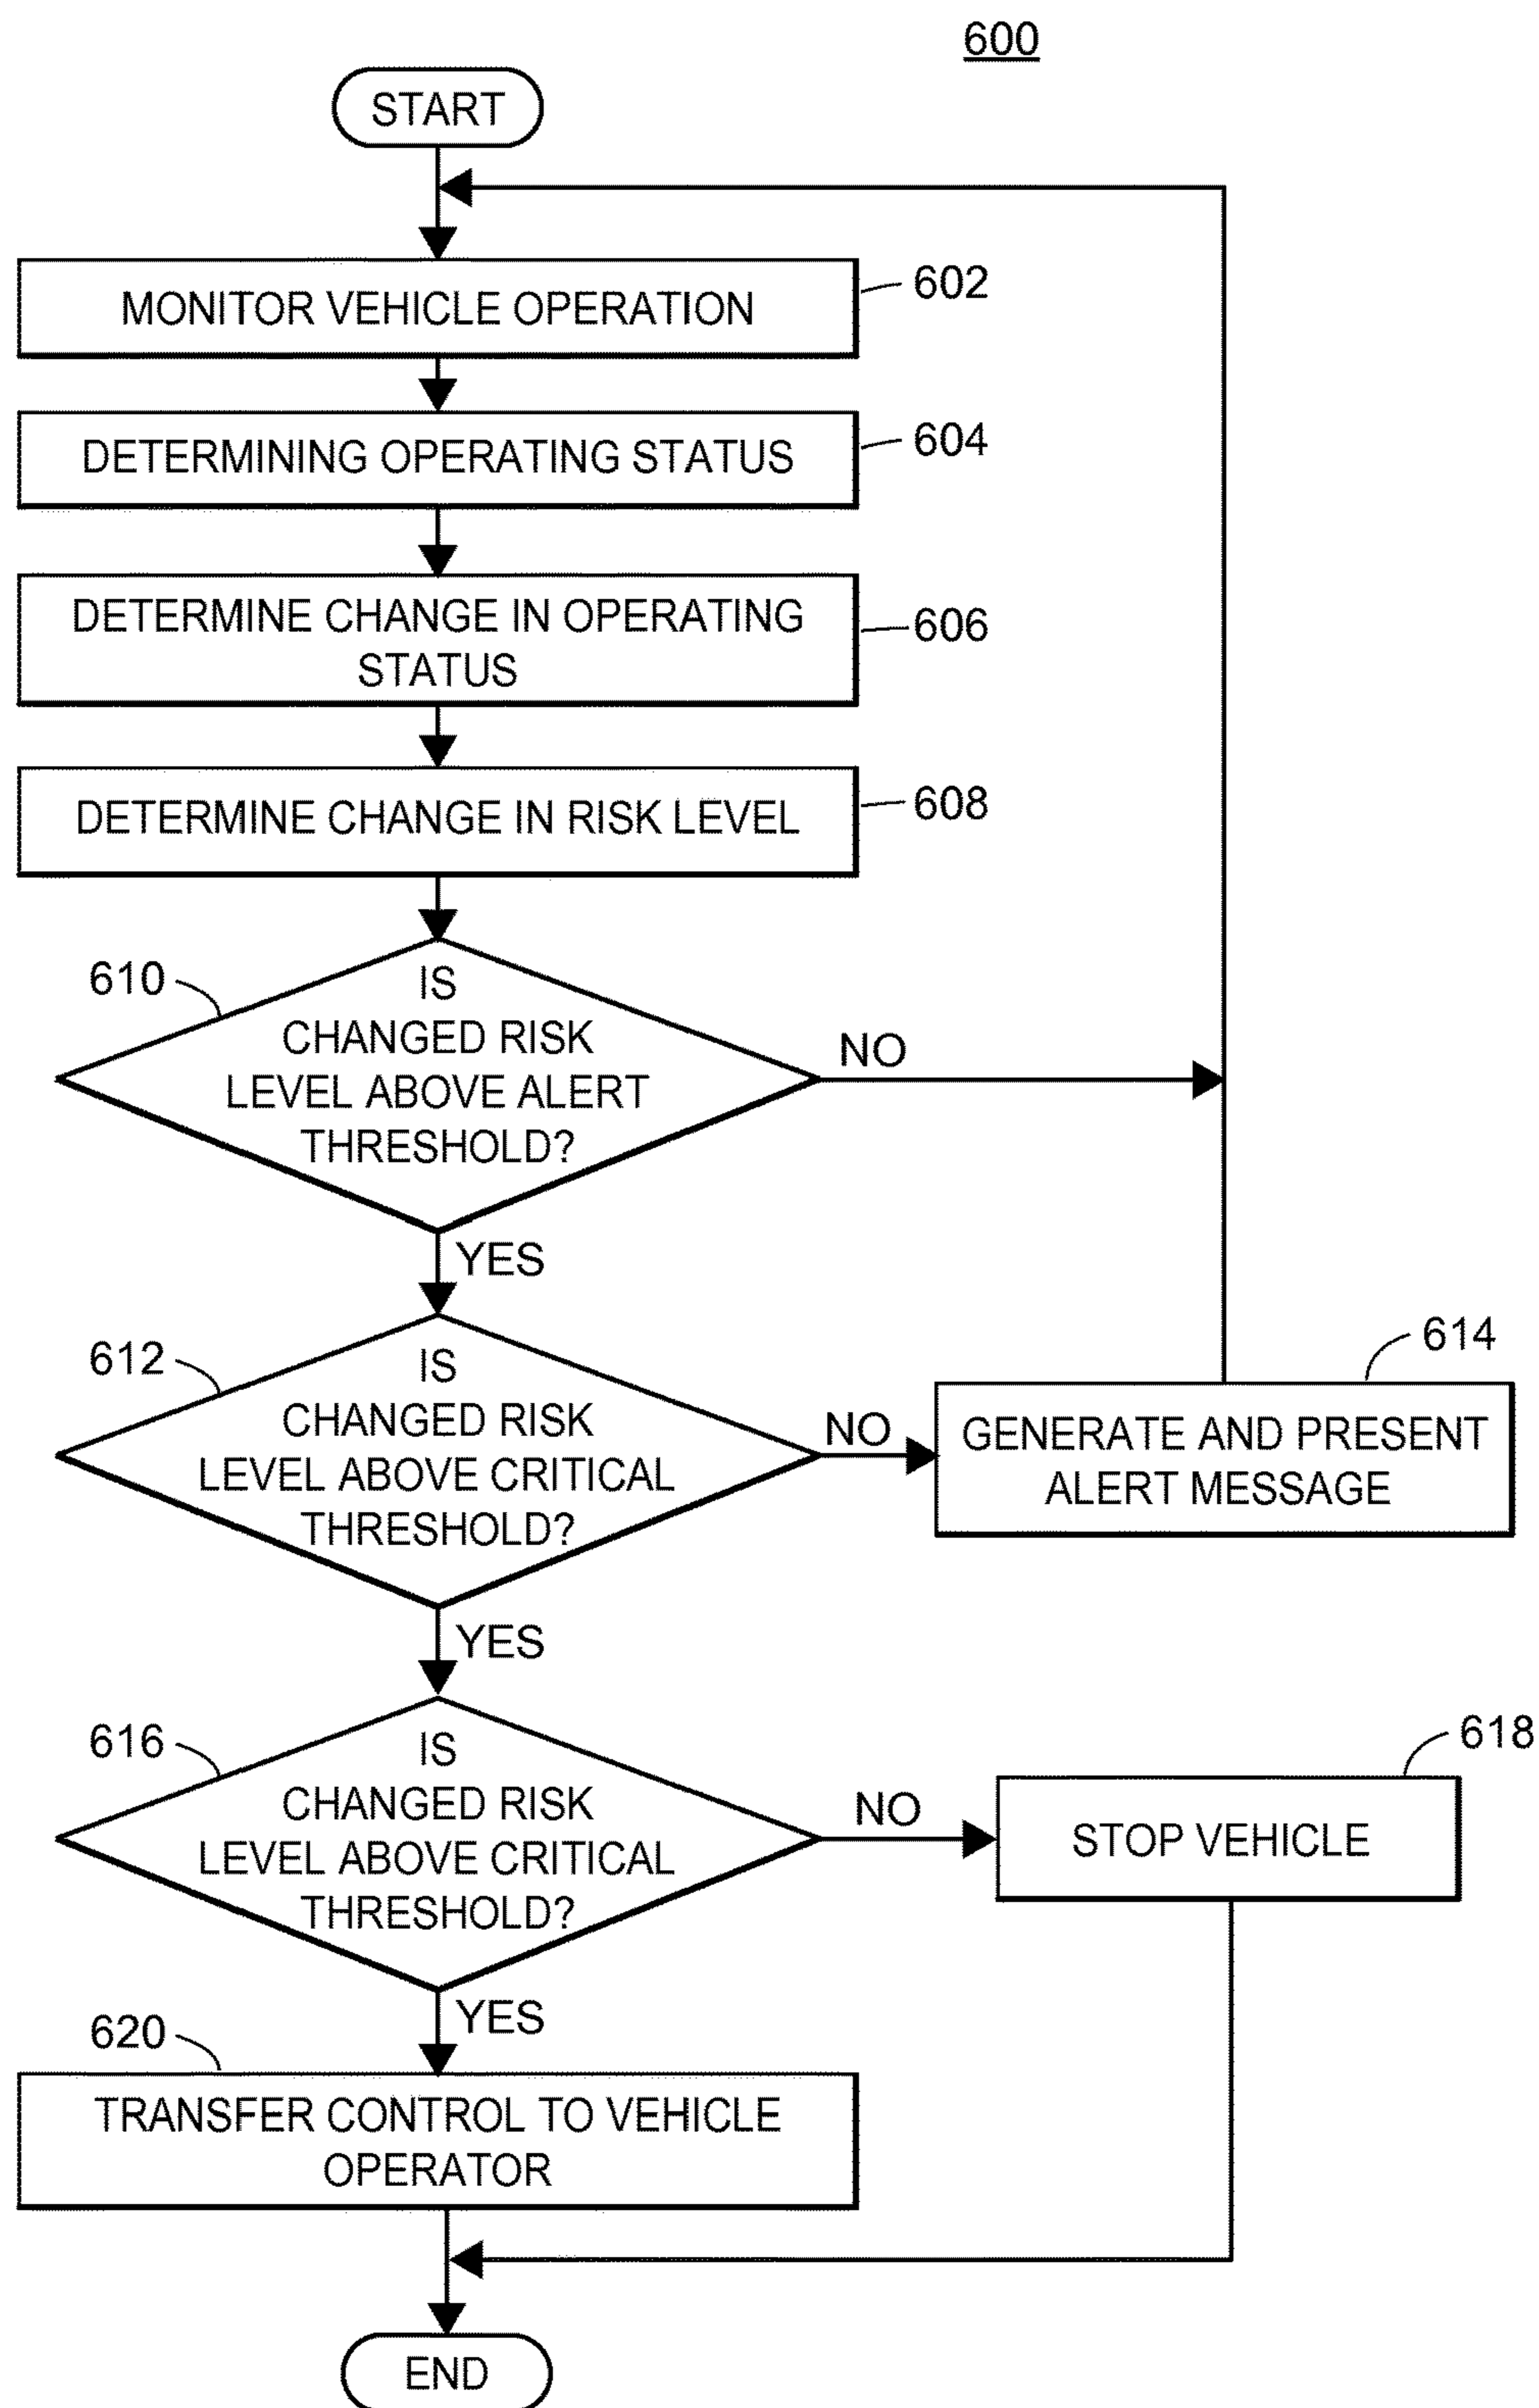 600
START
MONITOR VEHICLE OPERATION
602
DETERMINING OPERATING STATUS
604
DETERMINE CHANGE IN OPERATING
STATUS
606
DETERMINE CHANGE IN RISK LEVEL
608
610
IS
CHANGED RISK
LEVEL ABOVE ALERT
THRESHOLD?
NO
YES
612
IS
CHANGED RISK
LEVEL ABOVE CRITICAL
THRESHOLD?
NO
614
GENERATE AND PRESENT
ALERT MESSAGE
YES
616
IS
CHANGED RISK
LEVEL ABOVE CRITICAL
THRESHOLD?
NO
618
STOP VEHICLE
YES
620
TRANSFER CONTROL TO VEHICLE
OPERATOR
END